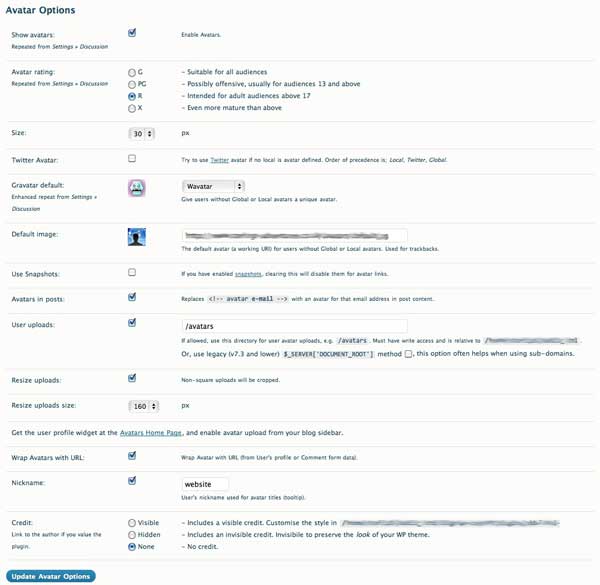 Avatar Options
Show avatars:
Enable Avatars.
Repeated from Settings » Discussion
Avatar rating:
G
– Suitable for all audiences
Repeated from Settings » Discussion
PG
– Possibly offensive, usually for audiences 13 and above
R
– Intended for adult audiences above 17
X
– Even more mature than above
Size:
30
px
Twitter Avatar:
Try to use Twitter avatar if no local is avatar defined. Order of precedence is; Local, Twitter, Global.
Gravatar default:
Wavatar
Enhanced repeat from Settings »
Discussion
Give users without Global or Local avatars a unique avatar.
Default image:
The default avatar (a working URI) for users without Global or Local avatars. Used for trackbacks.
Use Snapshots:
If you have enabled snapshots, clearing this will disable them for avatar links.
Avatars in posts:
Replaces <!-- avatar e-mail --> with an avatar for that email address in post content.
User uploads:
/avatars
If allowed, use this directory for user avatar uploads, e.g. /avatars. Must have write access and is relative to
Or, use legacy (v7.3 and lower) $_SERVER['DOCUMENT_ROOT'] method , this option often helps when using sub-domains.
Resize uploads:
Non-square uploads will be cropped.
Resize uploads size:
160
px
Get the user profile widget at the Avatars Home Page, and enable avatar upload from your blog sidebar.
Wrap Avatars with URL:
Wrap Avatar with URL (from User's profile or Comment form data).
Nickname:
website
User's nickname used for avatar titles (tooltip).
Credit:
Visible
– Includes a visible credit. Customise the style in
Link to the author if you value the
plugin.
Hidden
– Includes an invisible credit. Invisibile to preserve the look of your WP theme.
None
– No credit.
Update Avatar Options